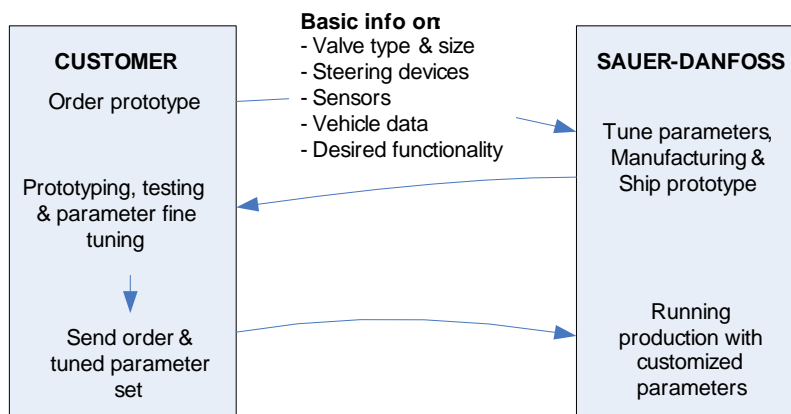 Basic info on:
- Valve type & size
- Steering devices
- Sensors
- Vehicle data
- Desired functionality
CUSTOMER
Order prototype
Prototyping, testing
& parameter fine
tuning
Send order &
tuned parameter
set
SAUER-DANFOSS
Tune parameters,
Manufacturing &
Ship prototype
Running
production with
customized
parameters